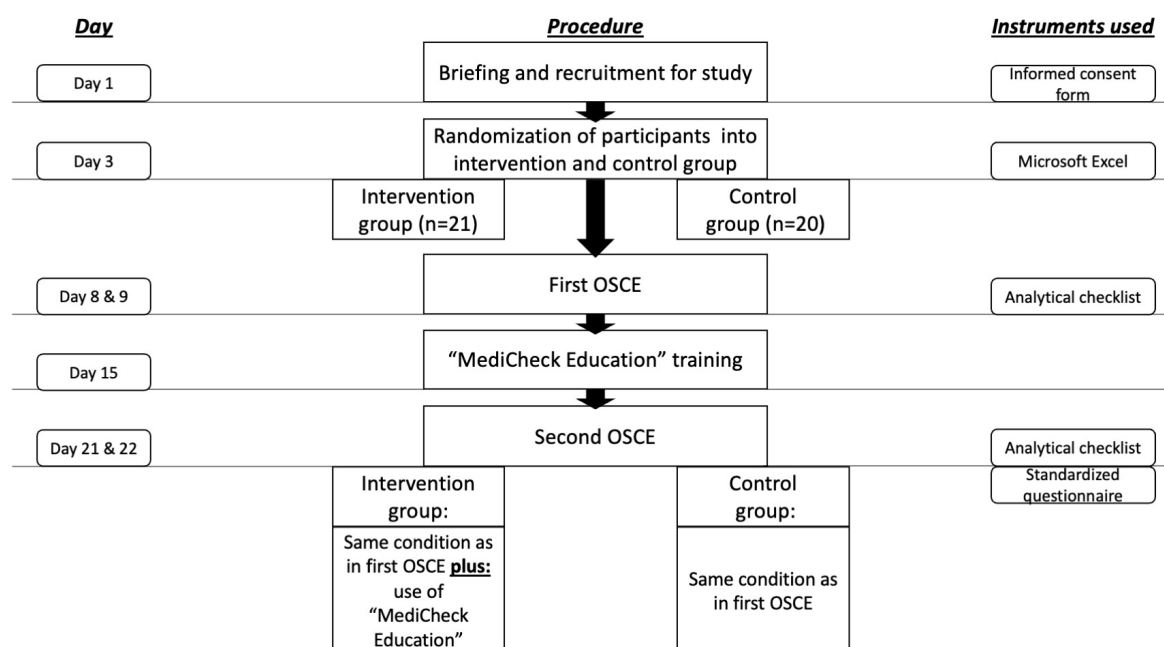 Day
Procedure
Instruments used
Day 1
Briefing and recruitment for study
Informed consent
form
Day 3
Randomization of participants into
intervention and control group
Microsoft Excel
Intervention
group (n=21)
Control
group (n=20)
Day 8 & 9
First OSCE
Analytical checklist
Day 15
“MediCheck Education” training
Day 21 & 22
Second OSCE
Analytical checklist
Standardized
questionnaire
Intervention
group:
Control
group:
Same condition as
in first OSCE plus:
use of
“MediCheck
Education”
Same condition as
in first OSCE